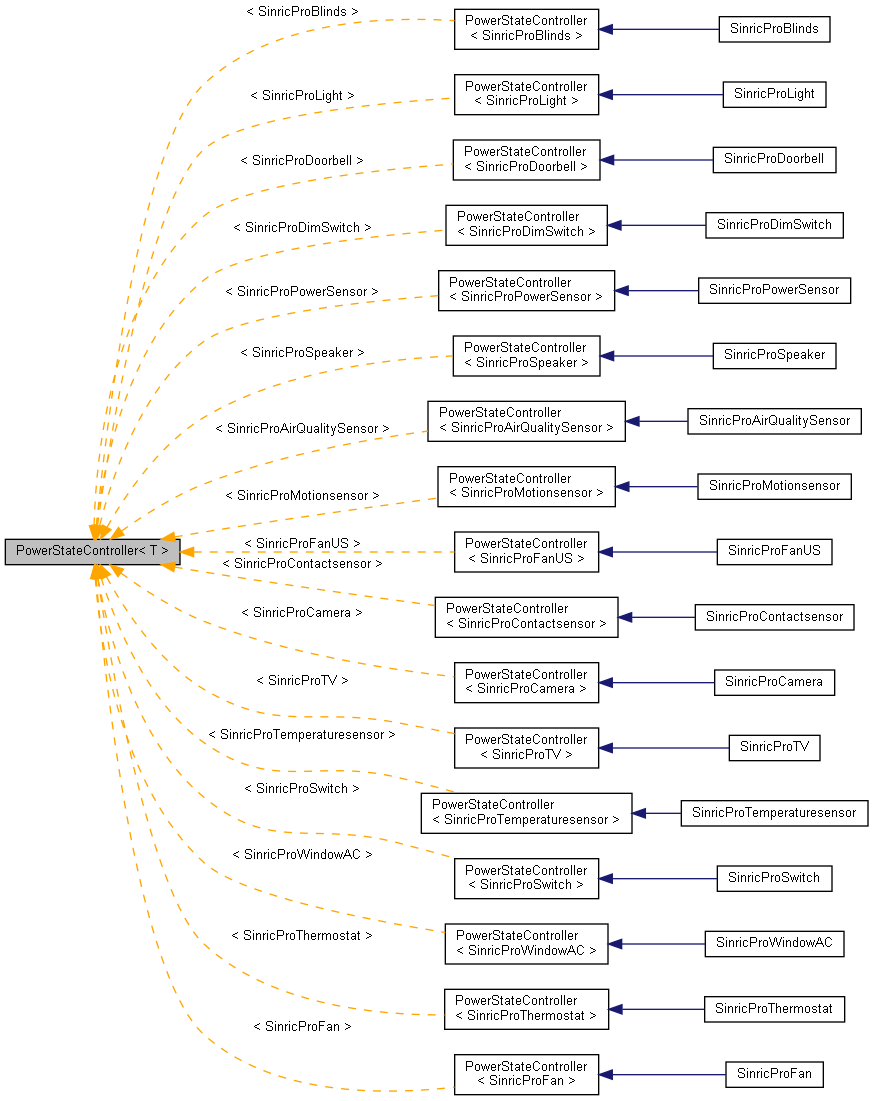 < SinricProBlinds >
PowerStateController
< SinricProBlinds >
SinricProBlinds
< SinricProLight >
PowerStateController
< SinricProLight >
SinricProLight
< SinricProDoorbell >
PowerStateController
< SinricProDoorbell >
SinricProDoorbell
< SinricProDimSwitch >
PowerStateController
< SinricProDimSwitch >
SinricProDimSwitch
< SinricProPowerSensor >
PowerStateController
< SinricProPowerSensor >
SinricProPowerSensor
< SinricProSpeaker >
PowerStateController
< SinricProSpeaker >
SinricProSpeaker
< SinricProAirQualitySensor >
PowerStateController
< SinricProAirQualitySensor >
SinricProAirQualitySensor
< SinricProMotionsensor >
PowerStateController
< SinricProMotionsensor >
SinricProMotionsensor
PowerStateController< T >
< SinricProFanUS >
PowerStateController
< SinricProFanUS >
SinricProFanUS
< SinricProContactsensor >
PowerStateController
< SinricProContactsensor >
SinricProContactsensor
< SinricProCamera >
PowerStateController
< SinricProCamera >
SinricProCamera
< SinricProTV >
PowerStateController
< SinricProTV >
SinricProTV
< SinricProTemperaturesensor >
PowerStateController
< SinricProTemperaturesensor >
SinricProTemperaturesensor
< SinricProSwitch >
PowerStateController
< SinricProSwitch >
SinricProSwitch
< SinricProWindowAC >
PowerStateController
< SinricProWindowAC >
SinricProWindowAC
< SinricProThermostat >
PowerStateController
< SinricProThermostat >
SinricProThermostat
< SinricProFan >
PowerStateController
< SinricProFan >
SinricProFan